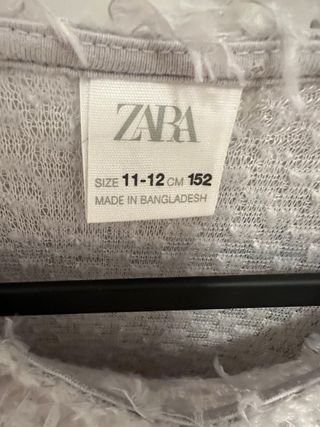 ZARA
SIZE 11-12 CM 152
MADE IN BANGLADESH